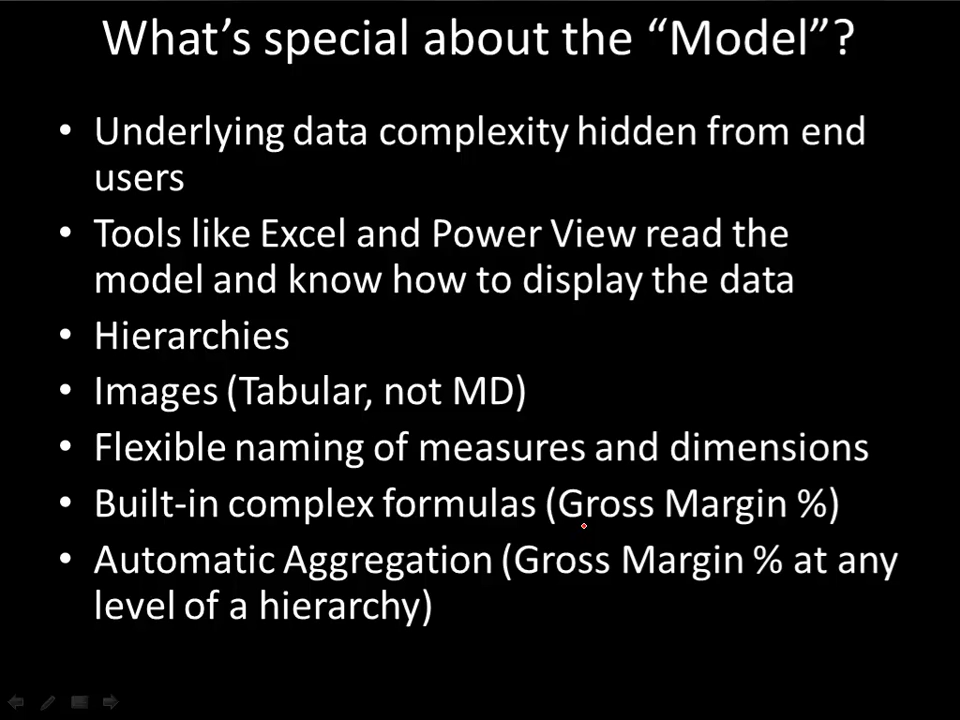 What’s special about the “Model”?
• Underlying data complexity hidden from end
users
• Tools like Excel and Power View read the
model and know how to display the data
• Hierarchies
• Images (Tabular, not MD)
• Flexible naming of measures and dimensions
• Built-in complex formulas (Gross Margin %)
• Automatic Aggregation (Gross Margin % at any
level of a hierarchy)